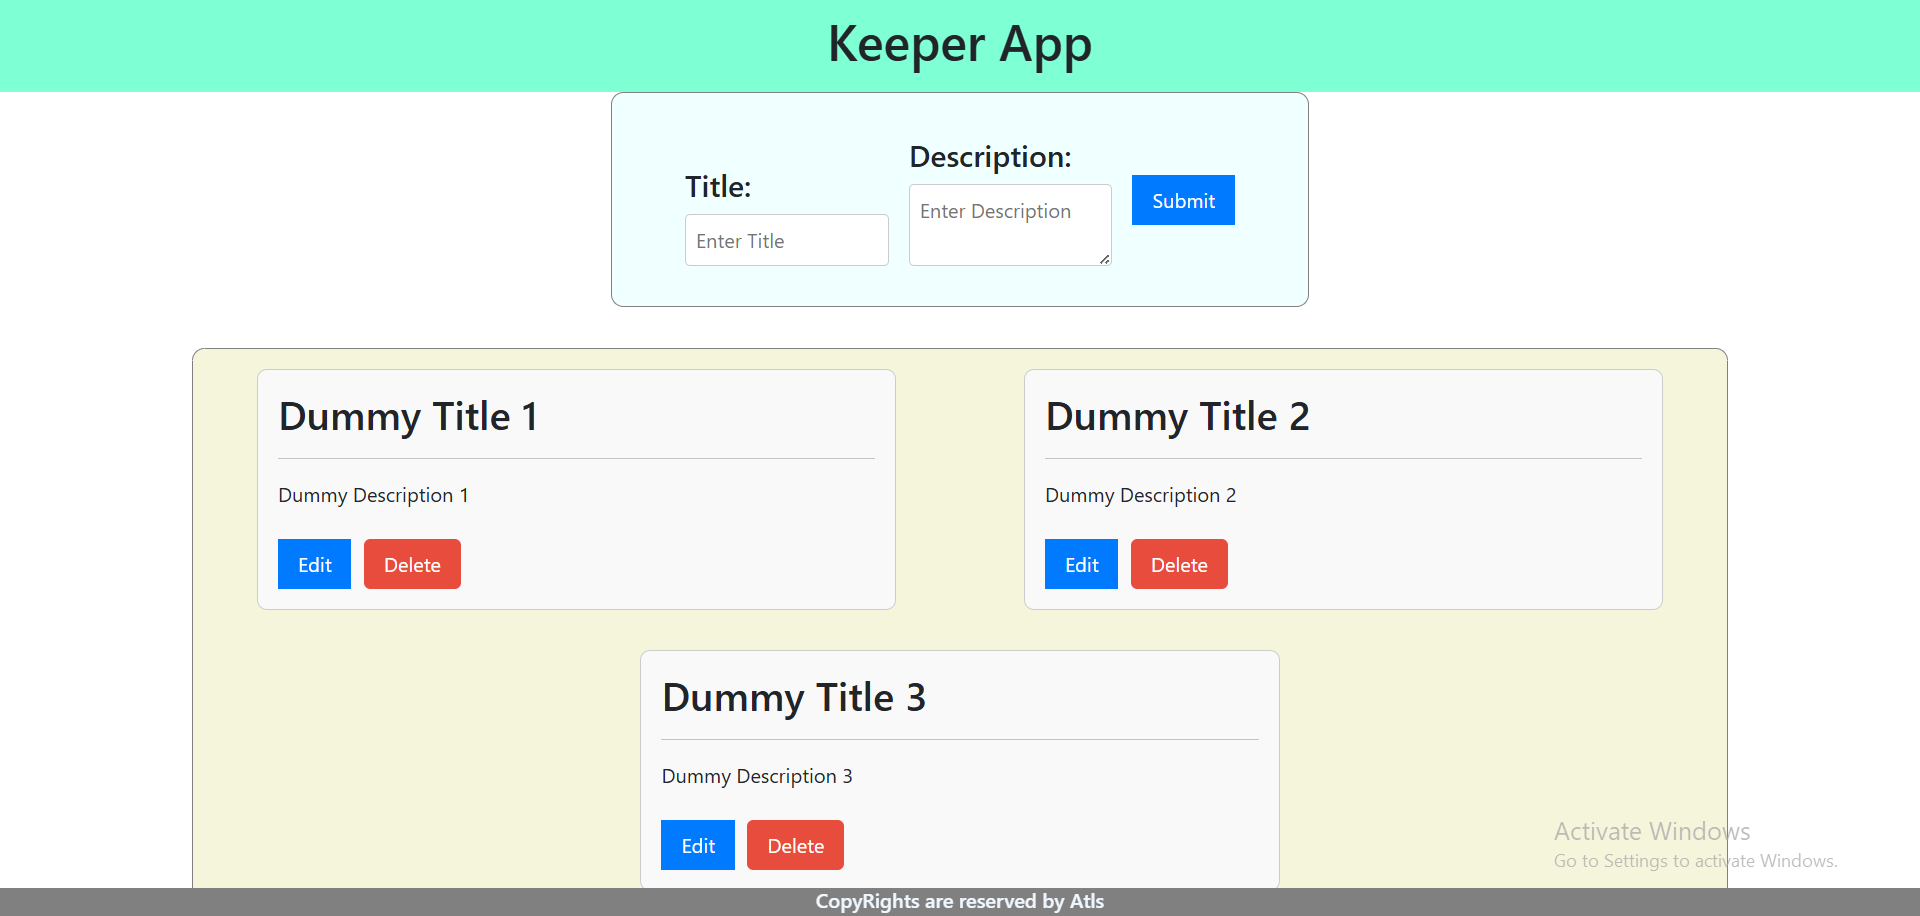 Keeper App
Title:
Enter Title
Description:
Enter Description
Submit
Dummy Title 1
Dummy Description 1
Edit
Delete
Dummy Title 2
Dummy Description 2
Edit
Delete
Dummy Title 3
Dummy Description 3
Edit
Delete
Activate Windows
Go to Settings to activate Windows.
CopyRights are reserved by Atls